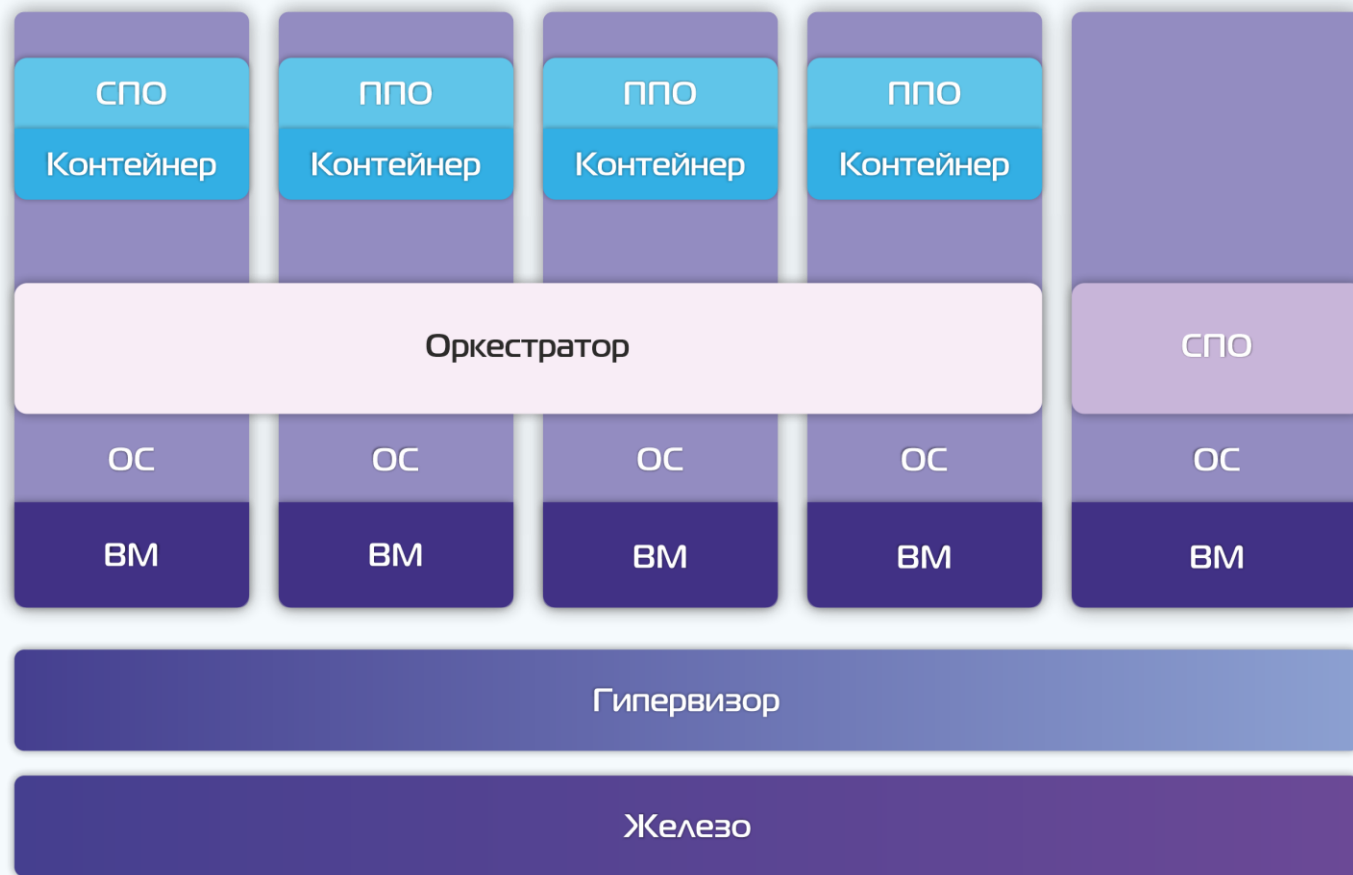 СПО ППО ППО ППО
Контейнер Контейнер Контейнер Контейнер
Оркестратор СПО
ОС ОС ОС ОС ОС
ВМ ВМ ВМ ВМ ВМ
Гипервизор
Железо